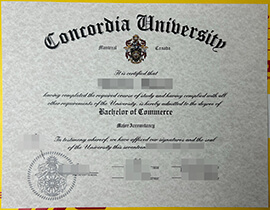 Concordia University
Montreal Canada
It is certified that
having completed the required course of study and having complied with all
other requirements of the University, is hereby admitted to the degree of
Bachelor of Commerce
Major Accountancy
In testimony whereof, we have affixed our signatures and the seal
of the University this seventeenth